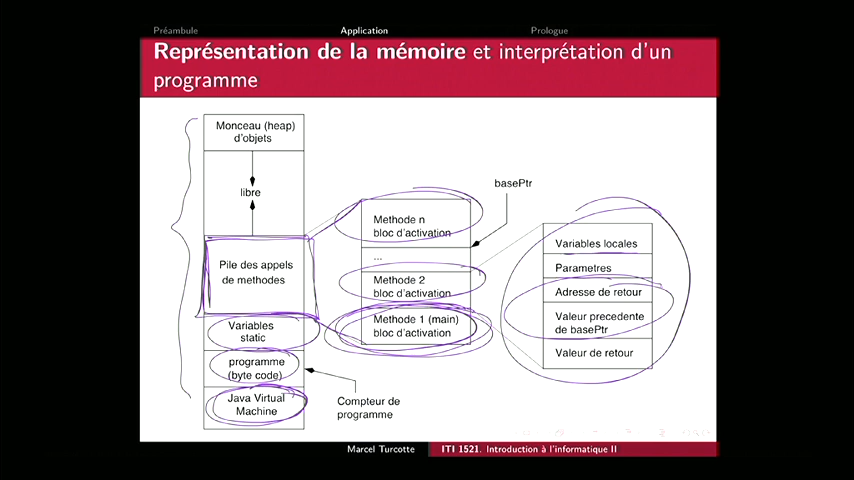 Préambule
Application
Prologue
Représentation de la mémoire et interprétation d'un
programme
Monceau (heap)
d'objets
libre
Pile des appels
de methodes
Variables
static
programme
(byte code)
Java Virtual
Machine
Compteur de
programme
Methode n
bloc d'activation
...
Methode 2
bloc d'activation
Methode 1 (main)
bloc d'activation
basePtr
Variables locales
Parametres
Adresse de retour
Valeur precedente
de basePtr
Valeur de retour
Marcel Turcotte
ITI 1521. Introduction à l'informatique II